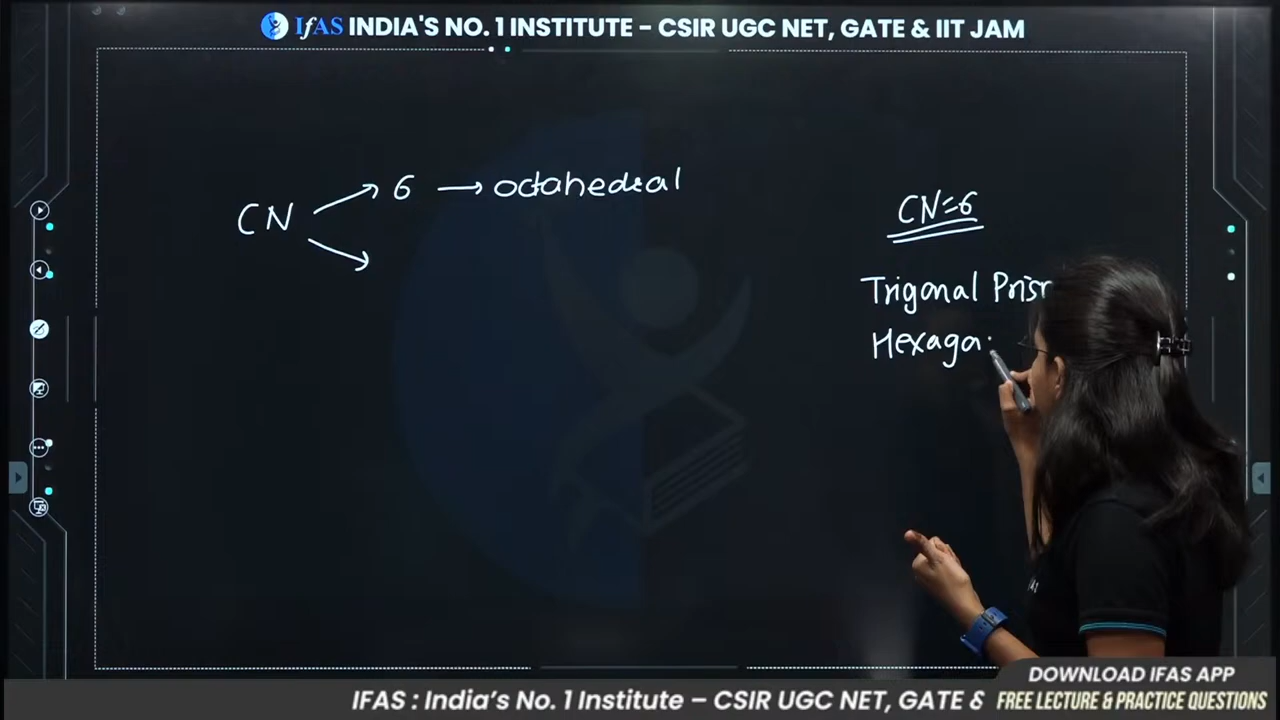 IFAS INDIA'S NO. 1 INSTITUTE – CSIR UGC NET, GATE & IIT JAM
CN → 6 → octahedral
CN=6
Trigonal Pris
Hexago
DOWNLOAD IFAS APP
IFAS : India's No. 1 Institute – CSIR UGC NET, GATE &
FREE LECTURE & PRACTICE QUESTIONS